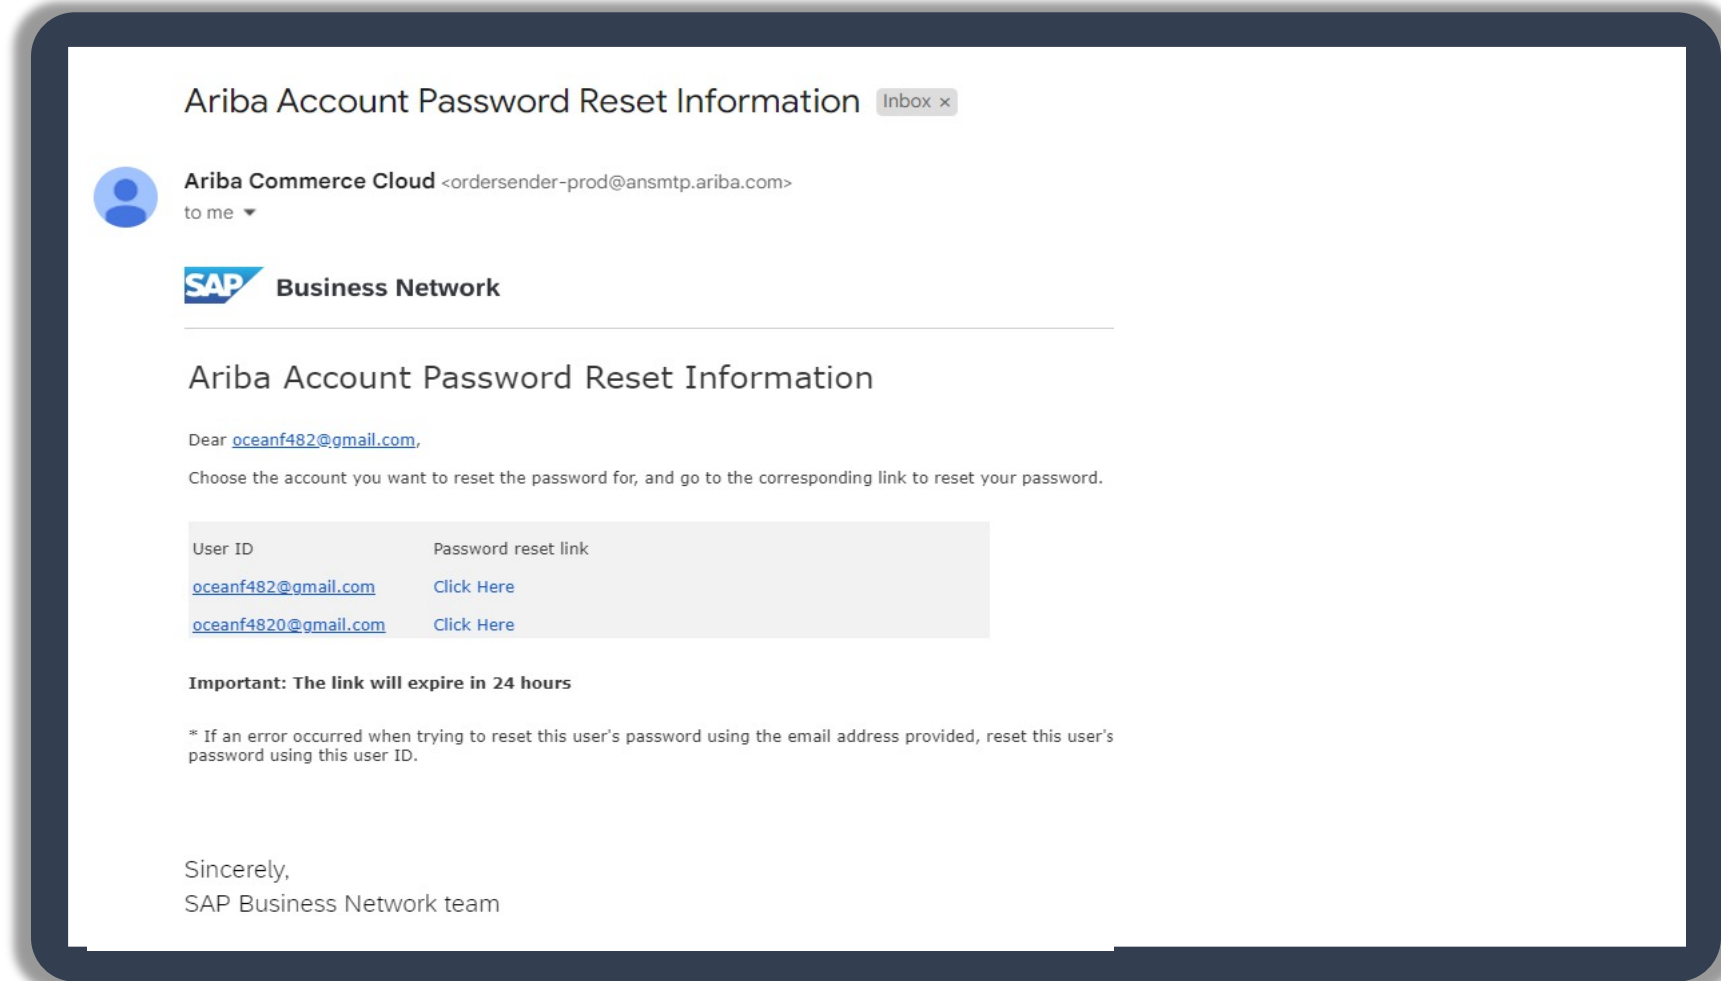 Ariba Account Password Reset Information Inbox ×
Ariba Commerce Cloud <ordersender-prod@ansmtp.ariba.com>
to me
SAP Business Network
Ariba Account Password Reset Information
Dear oceanf482@gmail.com,
Choose the account you want to reset the password for, and go to the corresponding link to reset your password.
User ID Password reset link
oceanf482@gmail.com Click Here
oceanf4820@gmail.com Click Here
Important: The link will expire in 24 hours
* If an error occurred when trying to reset this user's password using the email address provided, reset this user's
password using this user ID.
Sincerely,
SAP Business Network team